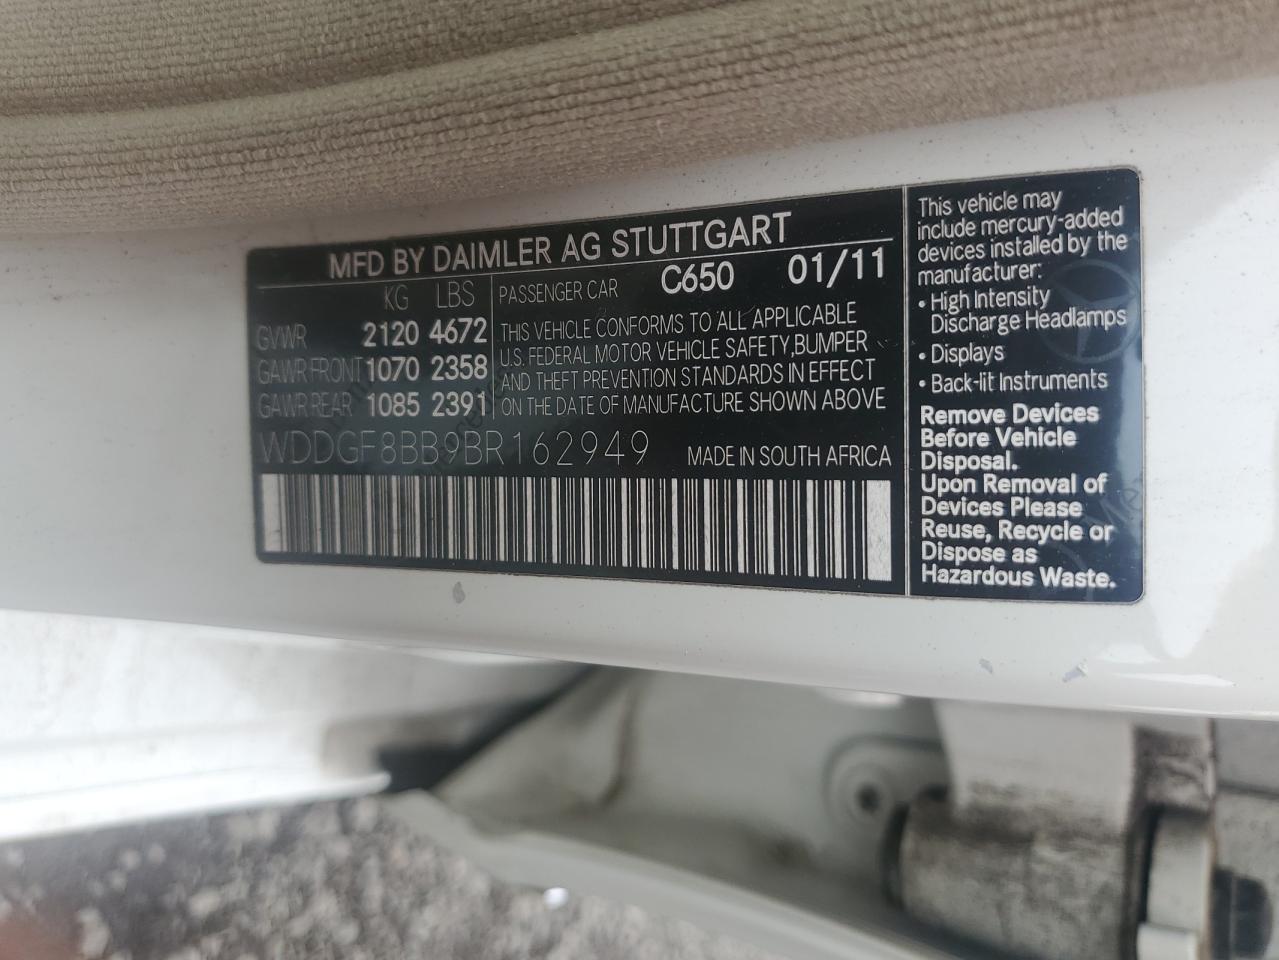 MFD BY DAIMLER AG STUTTGART
KG LBS
GVWR 2120 4672
GAWR FRONT 1070 2358
GAWR REAR 1085 2391
PASSENGER CAR C650 01/11
THIS VEHICLE CONFORMS TO ALL APPLICABLE
U.S. FEDERAL MOTOR VEHICLE SAFETY,BUMPER
AND THEFT PREVENTION STANDARDS IN EFFECT
ON THE DATE OF MANUFACTURE SHOWN ABOVE
WDDGF8BB9BR162949 MADE IN SOUTH AFRICA
This vehicle may
include mercury-added
devices installed by the
manufacturer:
• High Intensity
Discharge Headlamps
• Displays
• Back-lit Instruments
Remove Devices
Before Vehicle
Disposal.
Upon Removal of
Devices Please
Reuse, Recycle or
Dispose as
Hazardous Waste.